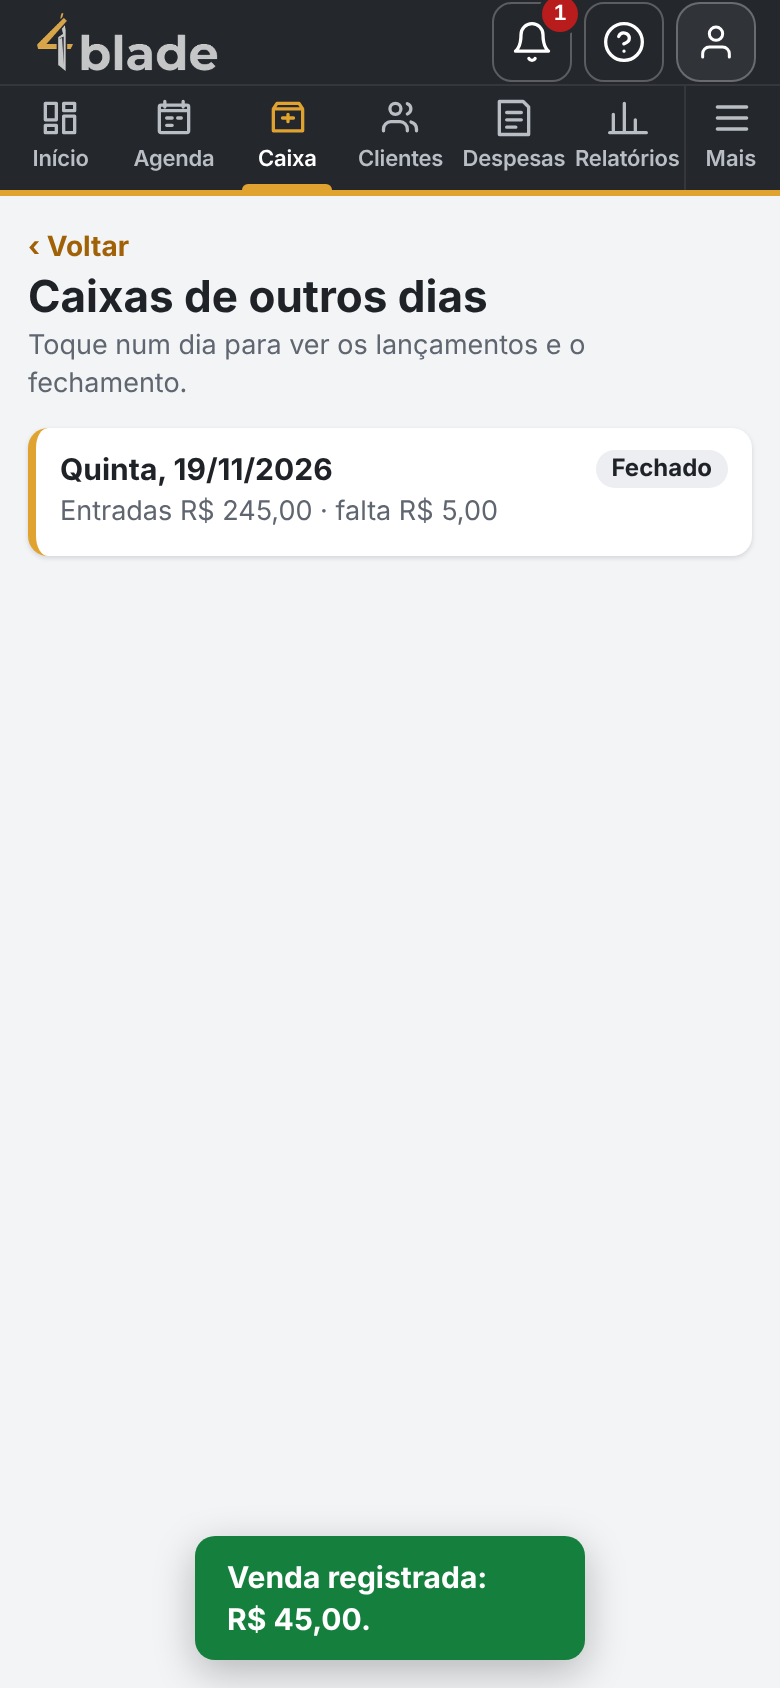 4blade
1
Início
Agenda
Caixa
Clientes
Despesas
Relatórios
Mais
‹ Voltar
Caixas de outros dias
Toque num dia para ver os lançamentos e o
fechamento.
Quinta, 19/11/2026
Fechado
Entradas R$ 245,00 · falta R$ 5,00
Venda registrada:
R$ 45,00.